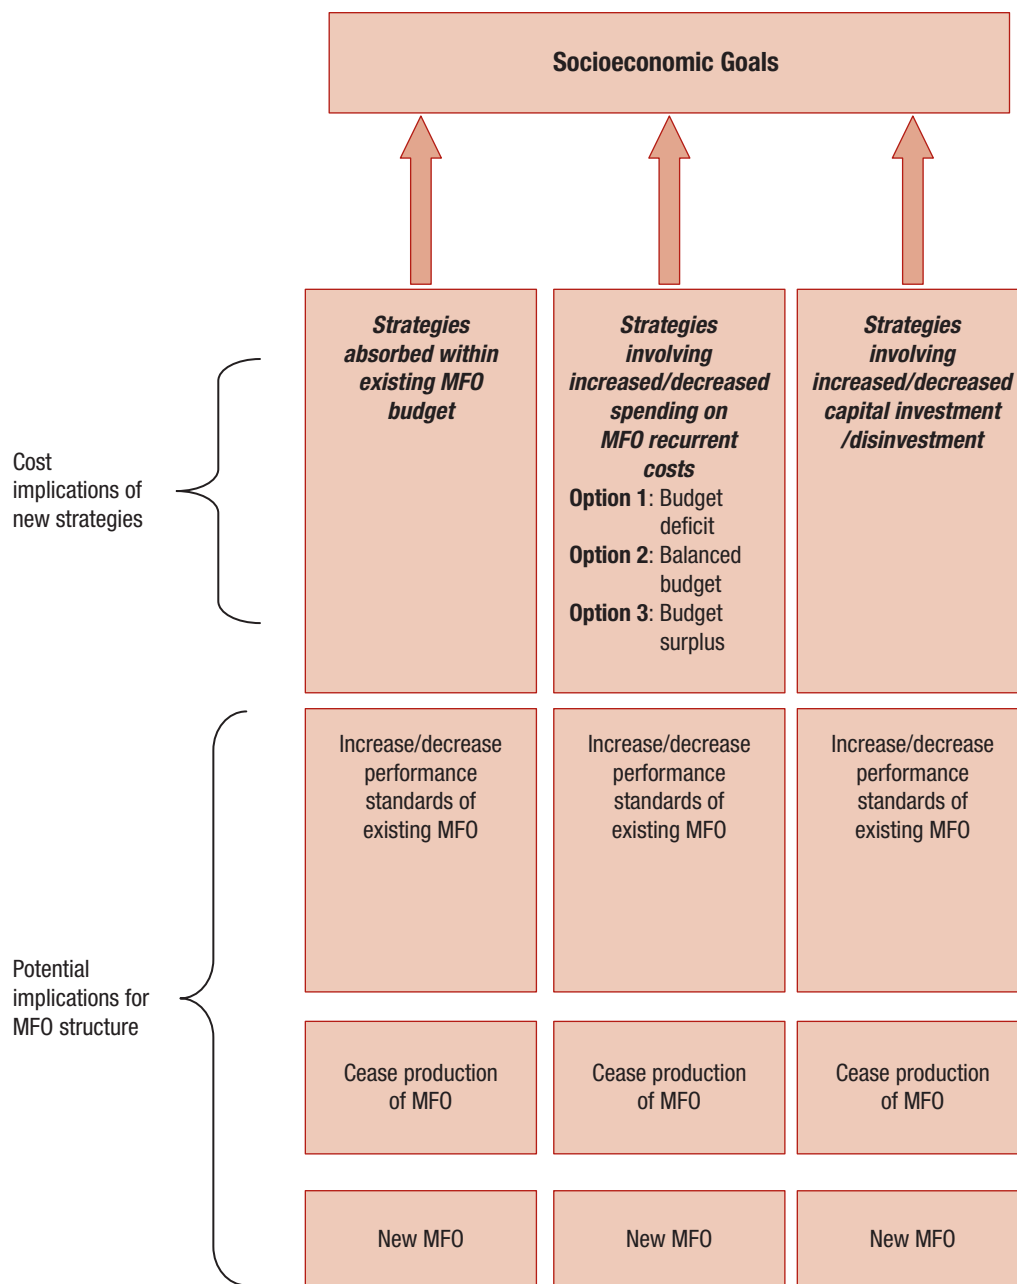 Socioeconomic Goals
Cost
implications of
new strategies
Strategies
absorbed within
existing MFO
budget
Strategies
involving
increased/decreased
spending on
MFO recurrent
costs
Option 1: Budget
deficit
Option 2: Balanced
budget
Option 3: Budget
surplus
Strategies
involving
increased/decreased
capital investment
/disinvestment
Potential
implications for
MFO structure
Increase/decrease
performance
standards of
existing MFO
Increase/decrease
performance
standards of
existing MFO
Increase/decrease
performance
standards of
existing MFO
Cease production
of MFO
Cease production
of MFO
Cease production
of MFO
New MFO
New MFO
New MFO